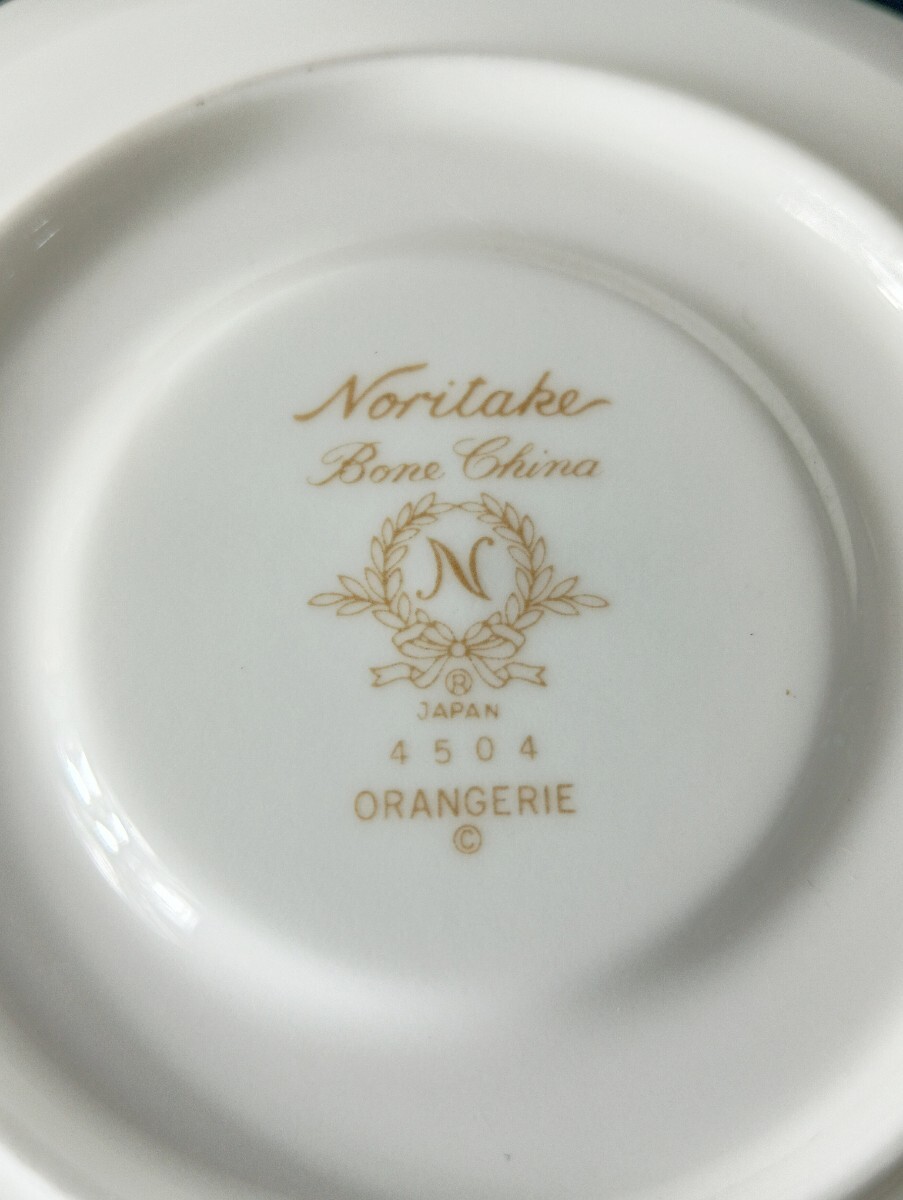 Noritake
Bone China
N
®
JAPAN
4504
ORANGERIE
©